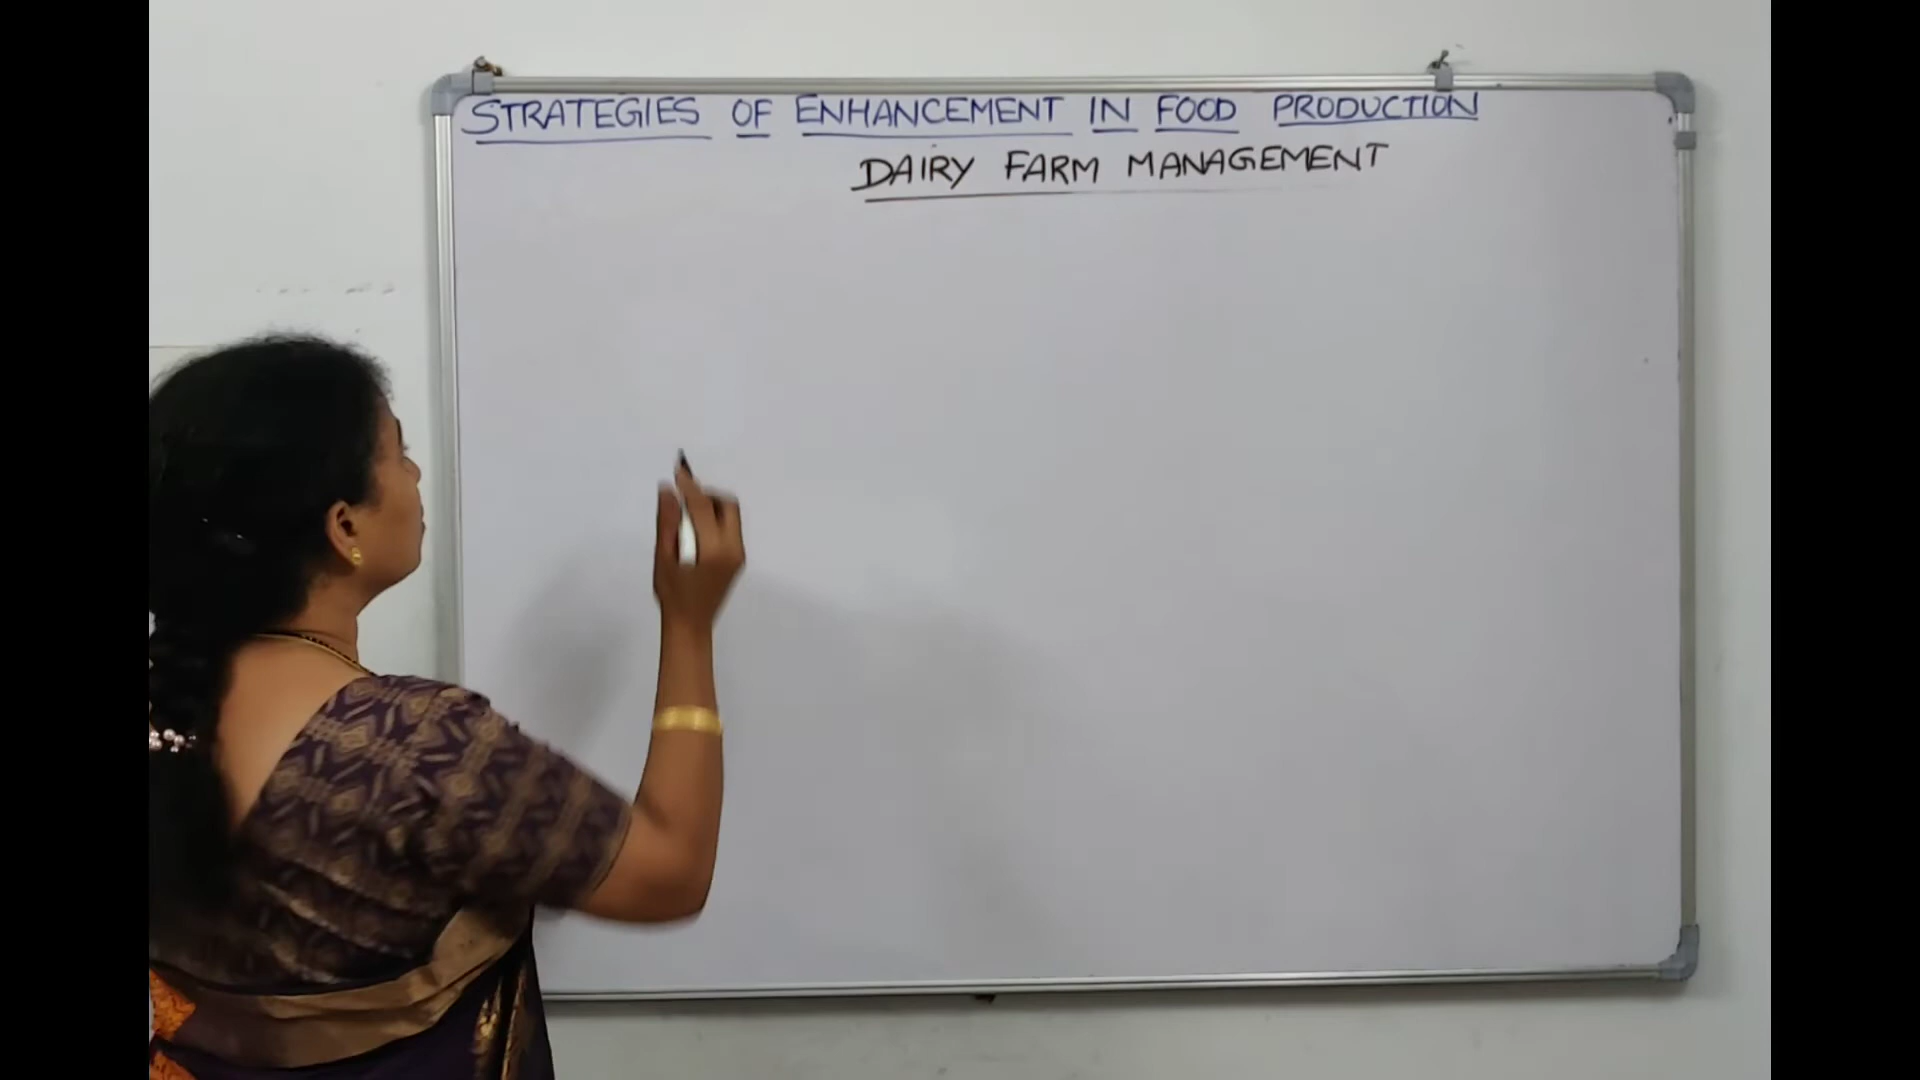 STRATEGIES OF ENHANCEMENT IN FOOD PRODUCTION
DAIRY FARM MANAGEMENT